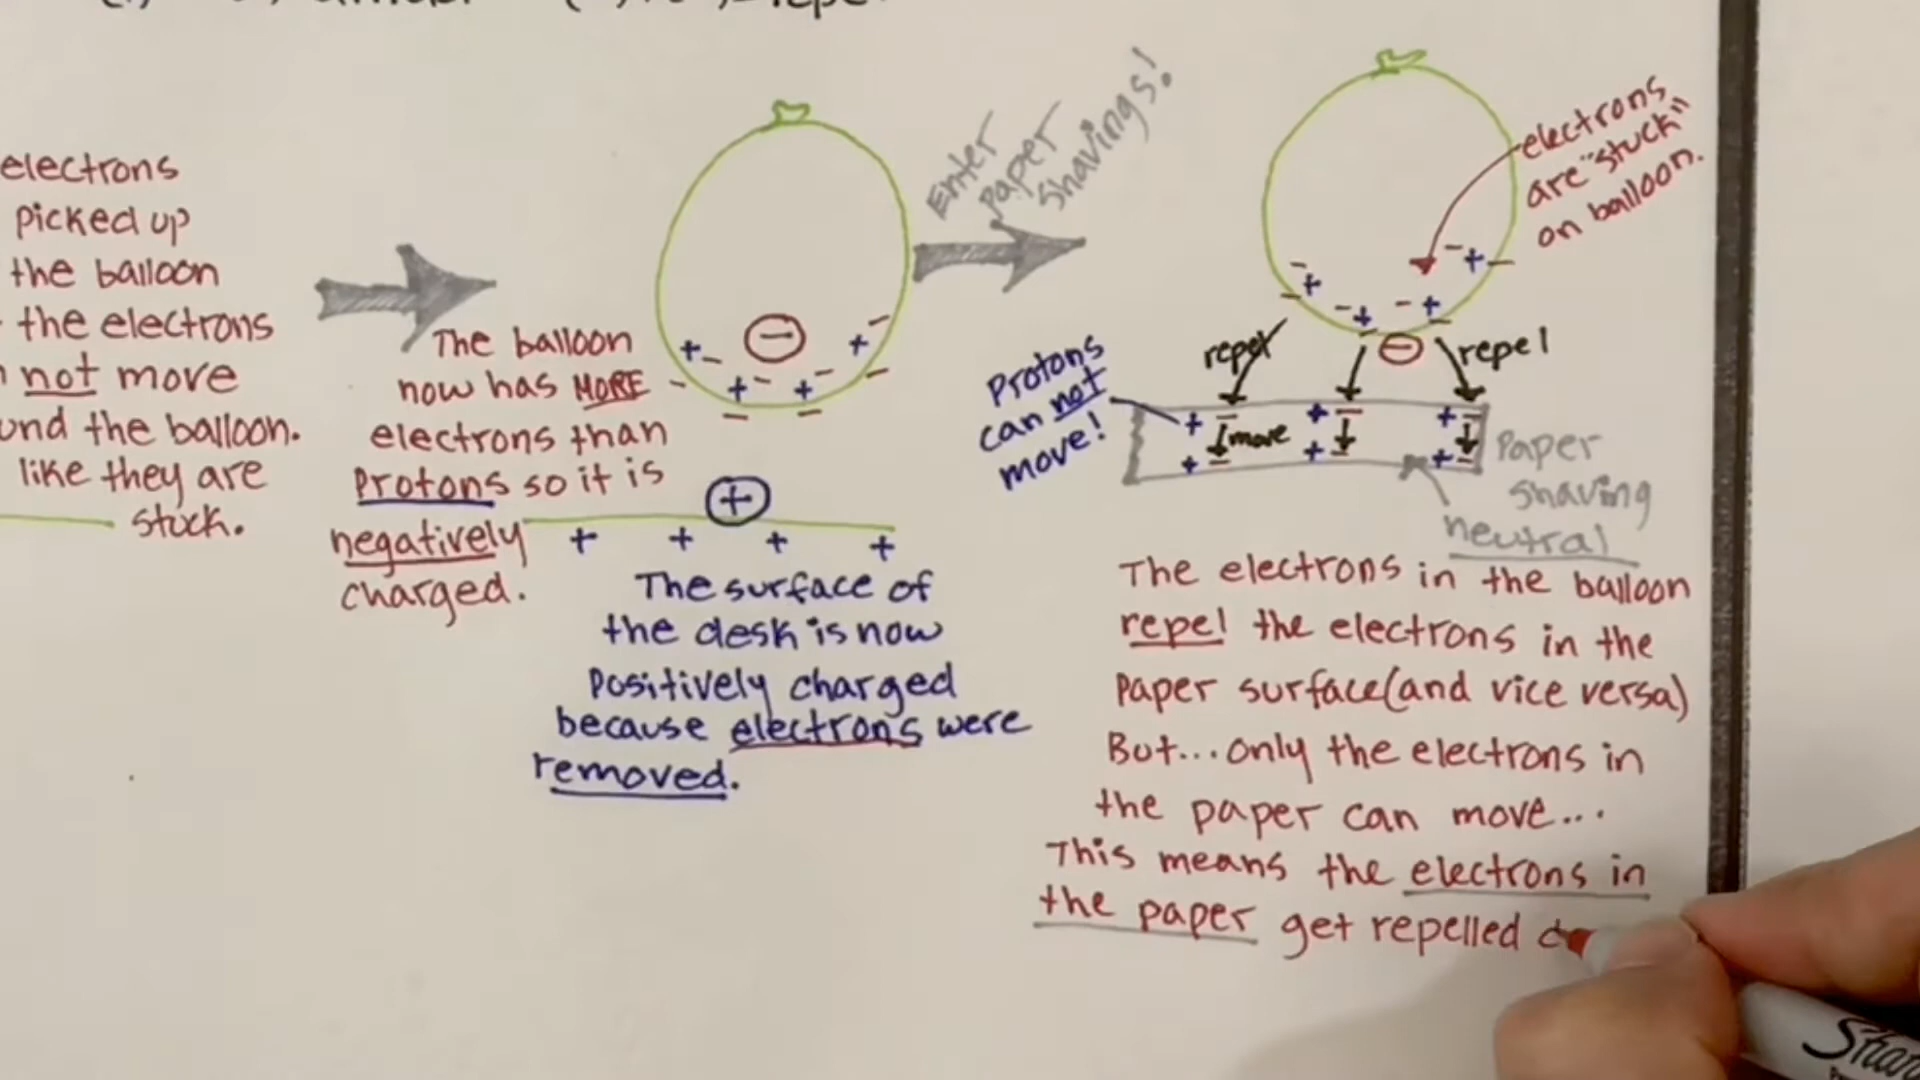 electrons
picked up
the balloon
the electrons
not move
und the balloon.
like they are
stuck.
The balloon
now has MORE
electrons than
Protons so it is
negatively
charged.
The surface of
the desk is now
positively charged
because electrons were
removed.
Enter
Paper
Shavings!
electrons
are "stuck"
on balloon.
repel
repel
Protons
can not
move!
move
Paper
shaving
neutral
The electrons in the balloon
repel the electrons in the
paper surface (and vice versa)
But... only the electrons in
the paper can move...
This means the electrons in
the paper get repelled